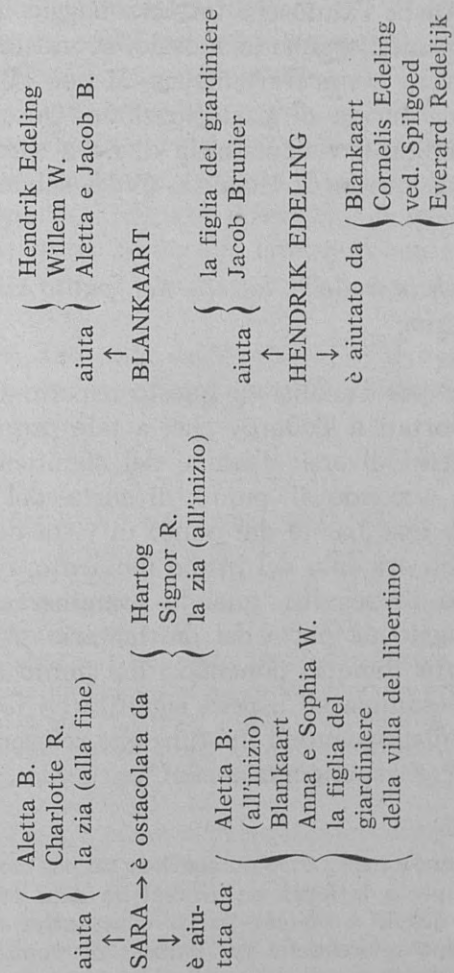 Aletta B.
Charlotte R.
aiuta { la zia (alla fine)
↑
SARA → è ostacolata da { Hartog
Signor R.
la zia (all'inizio)
↓
è aiu-
tata da { Aletta B.
(all'inizio)
Blankaart
Anna Sophia W.
la figlia del
giardiniere
della villa del libertino
Hendrik Edeling
Willem W.
aiuta { Aletta e Jacob B.
↑
BLANKAART
aiuta { la figlia del giardiniere
Jacob Brunier
↑
HENDRIK EDELING
↓
è aiutato da { Blankaart
Cornelis Edeling
ved. Spilgoed
Everard Redelijk